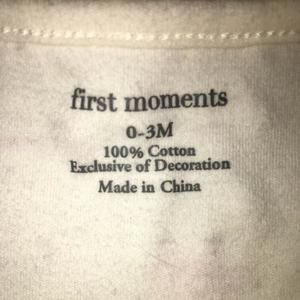 first moments
0-3M
100% Cotton
Exclusive of Decoration
Made in China